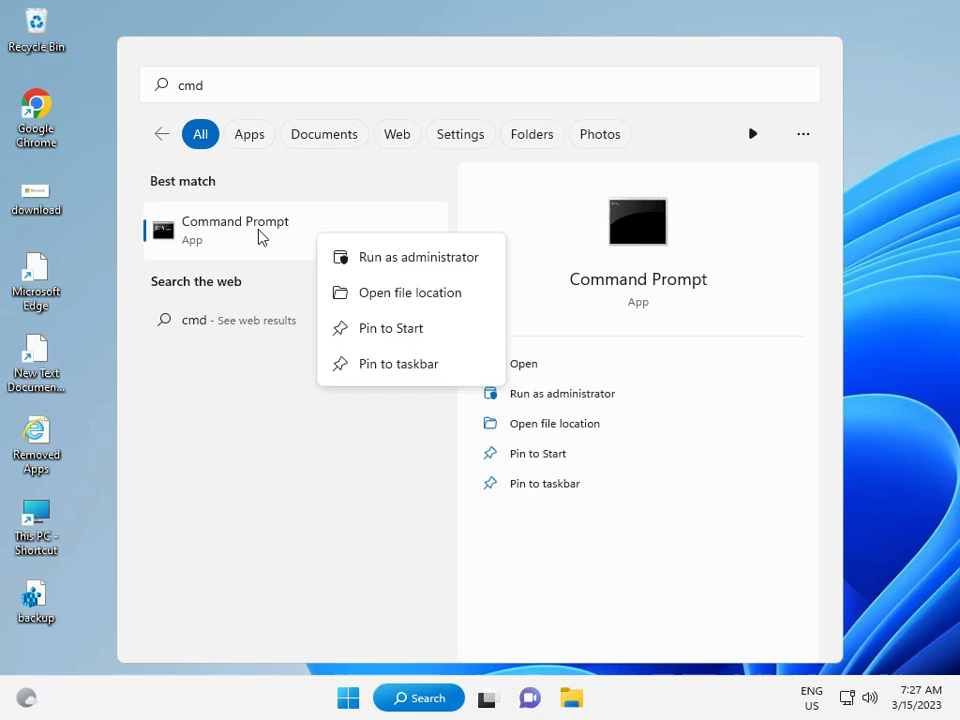 Recycle Bin
Google
Chrome
download
Microsoft
Edge
New Text
Documen...
Removed
Apps
This PC -
Shortcut
backup
cmd
All
Apps
Documents
Web
Settings
Folders
Photos
Best match
Command Prompt
App
Search the web
cmd - See web results
Run as administrator
Open file location
Pin to Start
Pin to taskbar
Command Prompt
App
Open
Run as administrator
Open file location
Pin to Start
Pin to taskbar
Search
ENG
US
7:27 AM
3/15/2023